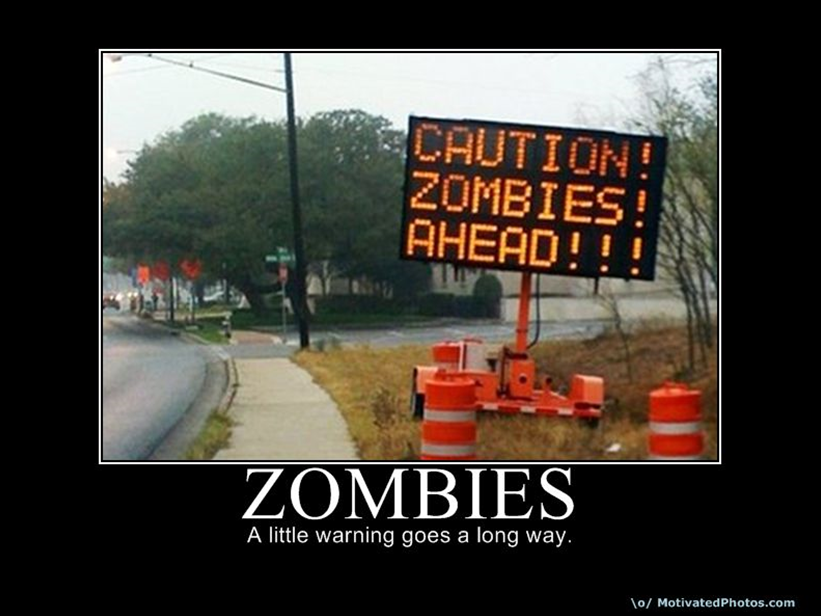 CAUTION!
ZOMBIES!
AHEAD!!!
ZOMBIES
A little warning goes a long way.
\o/ MotivatedPhotos.com